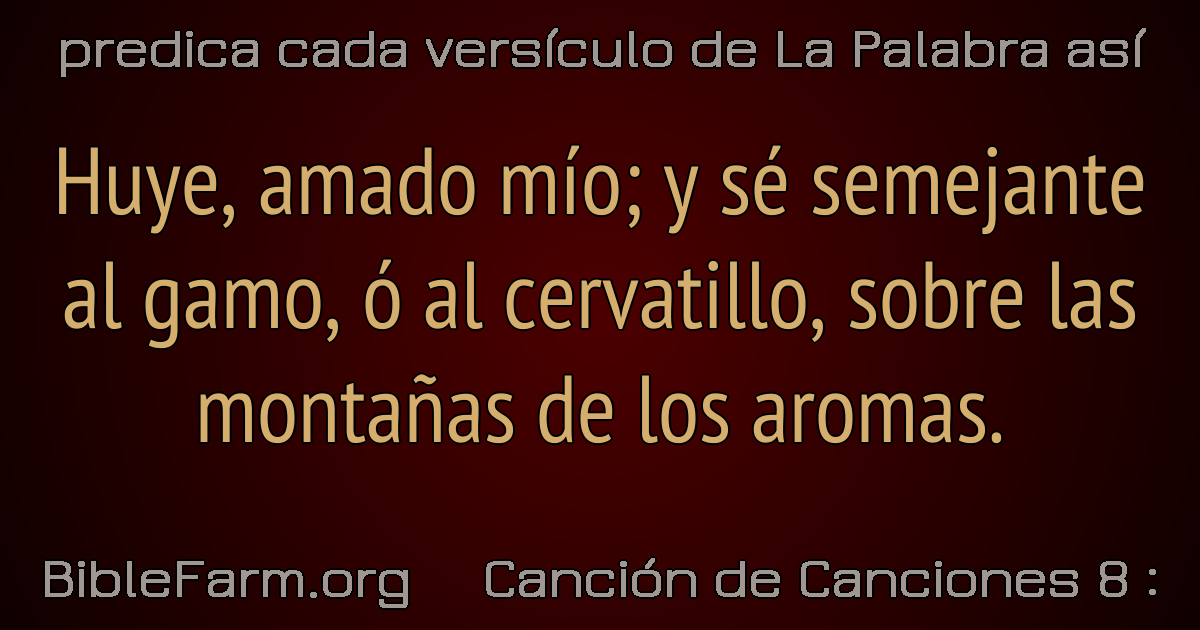 predica cada versículo de La Palabra así
Huye, amado mío; y sé semejante
al gamo, ó al cervatillo, sobre las
montañas de los aromas.
BibleFarm.org Canción de Canciones 8 :